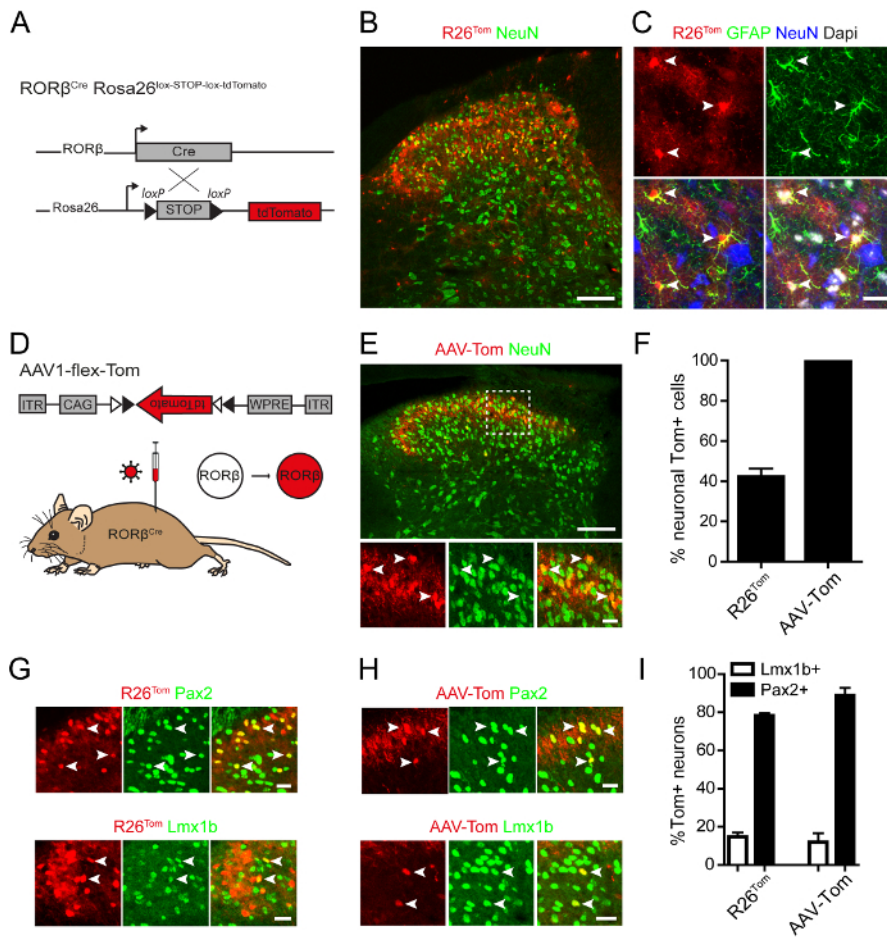 A
RORβCre Rosa26lox-STOP-lox-tdTomato
RORβ
Cre
loxP
loxP
Rosa26
STOP
tdTomato
B
R26Tom NeuN
C
R26Tom GFAP NeuN Dapi
D
AAV1-flex-Tom
ITR
CAG
tdTomato
WPRE
ITR
RORβ
RORβ
RORβCre
E
AAV-Tom NeuN
F
% neuronal Tom+ cells
100
80
60
40
20
0
R26Tom
AAV-Tom
G
R26Tom Pax2
R26Tom Lmx1b
H
AAV-Tom Pax2
AAV-Tom Lmx1b
I
Lmx1b+
Pax2+
%Tom+ neurons
100
80
60
40
20
0
R26Tom
AAV-Tom